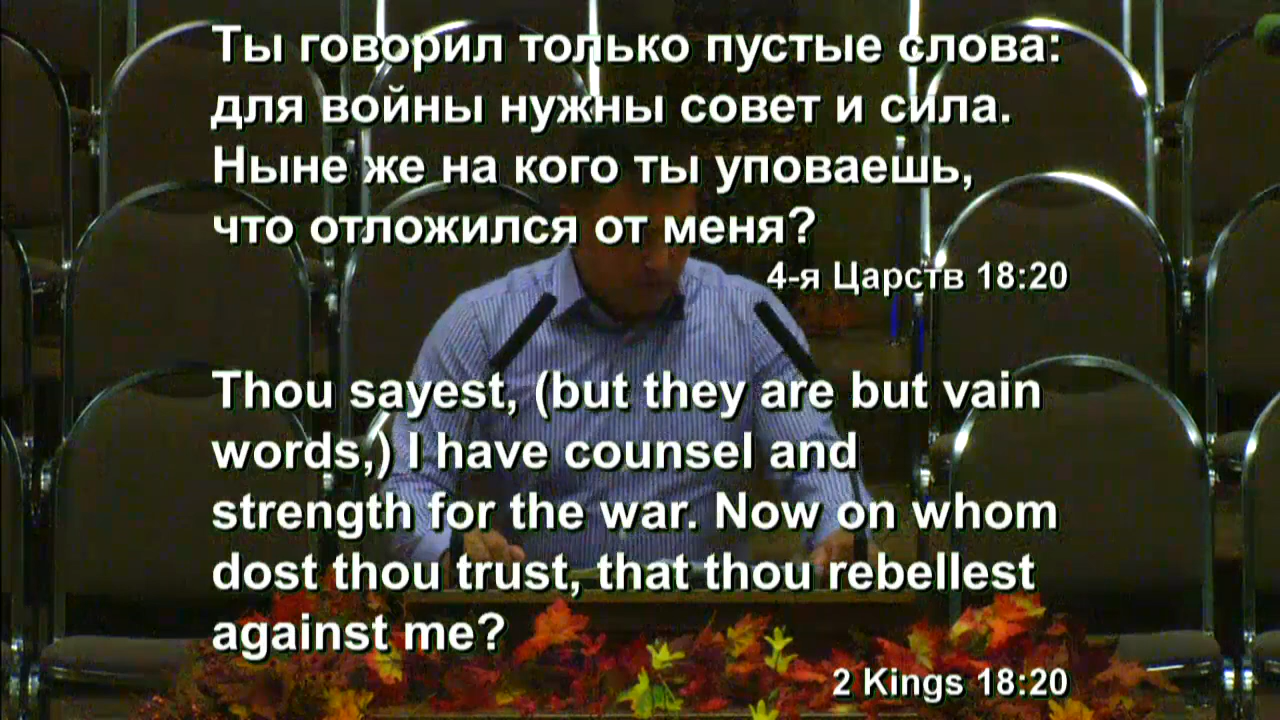 Ты говорил только пустые слова:
для войны нужны совет и сила.
Ныне же на кого ты уповаешь,
что отложился от меня?
4-я Царств 18:20
Thou sayest, (but they are but vain
words,) I have counsel and
strength for the war. Now on whom
dost thou trust, that thou rebellest
against me?
2 Kings 18:20